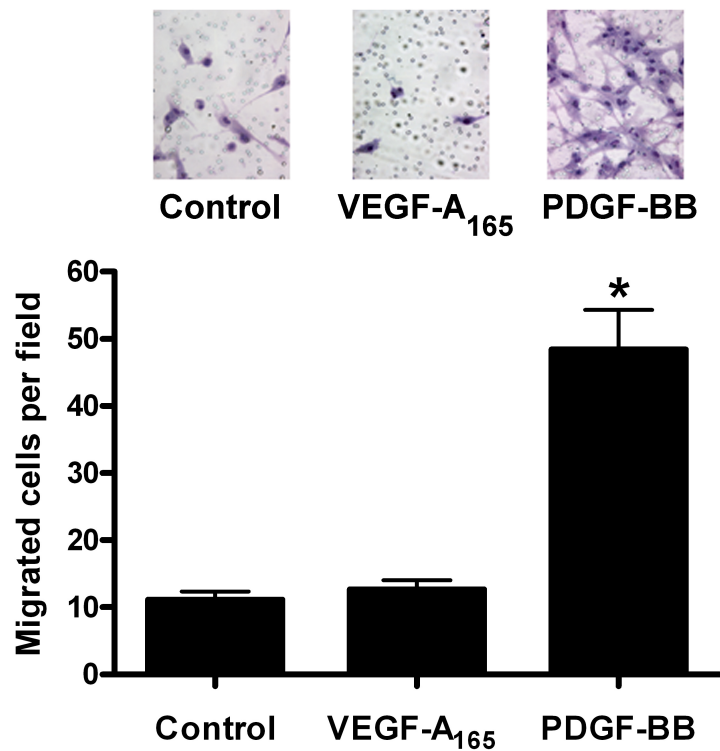 Control VEGF-A165 PDGF-BB
*
60
50
40
30
20
10
0
Migrated cells per field
Control VEGF-A165 PDGF-BB